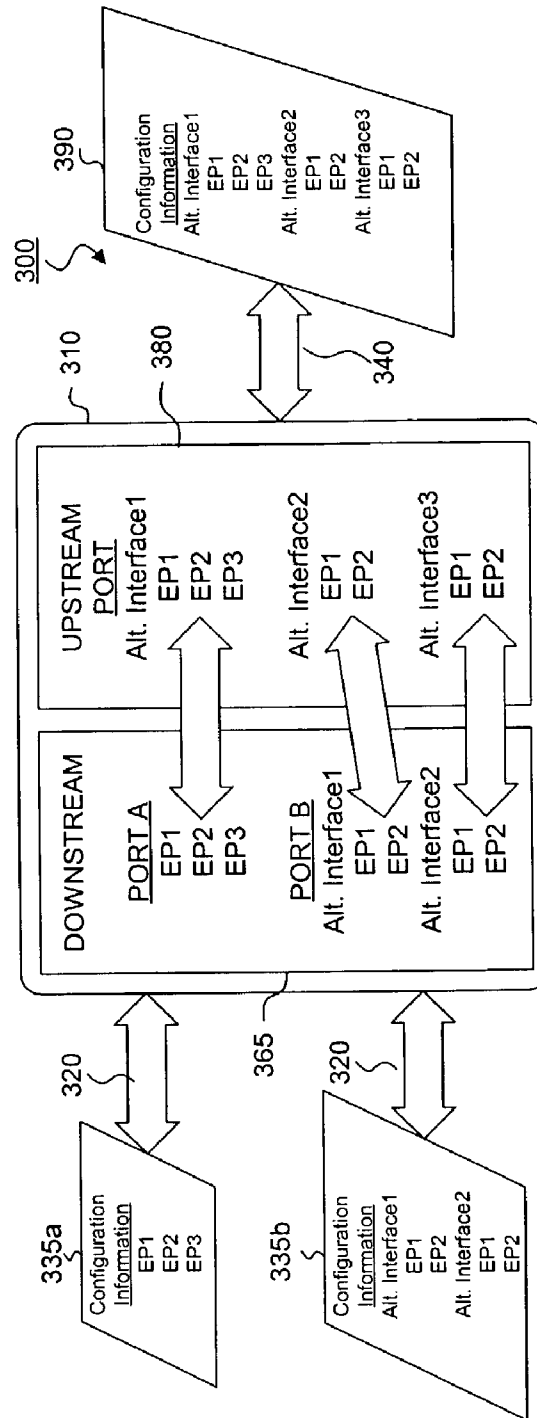 300
335a
Configuration
Information
EP1
EP2
EP3
335b
Configuration
Information
Alt. Interface1
EP1
EP2
Alt. Interface2
EP1
EP2
320
320
365
DOWNSTREAM
PORT A
EP1
EP2
EP3
PORT B
Alt. Interface1
EP1
EP2
Alt. Interface2
EP1
EP2
310
380
UPSTREAM
PORT
Alt. Interface1
EP1
EP2
EP3
Alt. Interface2
EP1
EP2
Alt. Interface3
EP1
EP2
340
390
Configuration
Information
Alt. Interface1
EP1
EP2
EP3
Alt. Interface2
EP1
EP2
Alt. Interface3
EP1
EP2